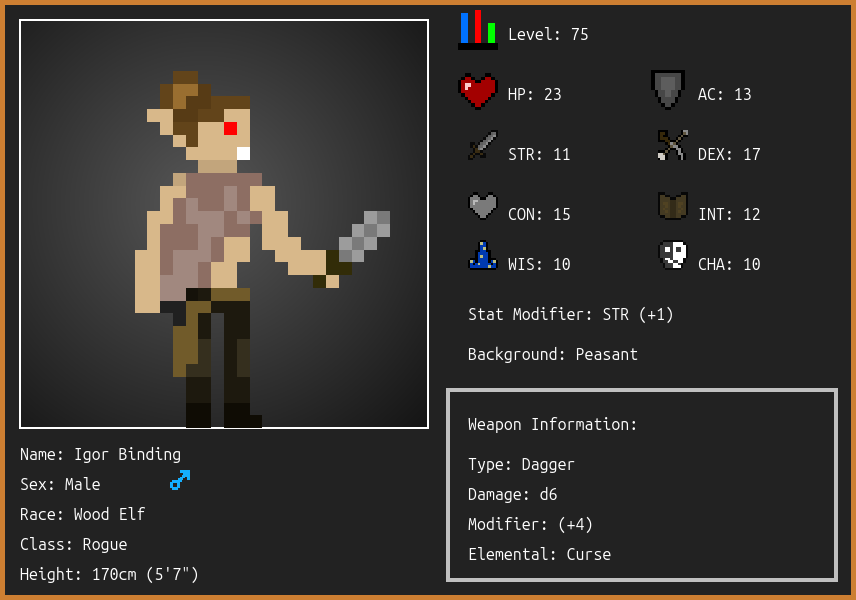 Level: 75
HP: 23
AC: 13
STR: 11
DEX: 17
CON: 15
INT: 12
WIS: 10
CHA: 10
Stat Modifier: STR (+1)
Background: Peasant
Weapon Information:
Type: Dagger
Damage: d6
Modifier: (+4)
Elemental: Curse
Name: Igor Binding
Sex: Male
Race: Wood Elf
Class: Rogue
Height: 170cm (5'7")